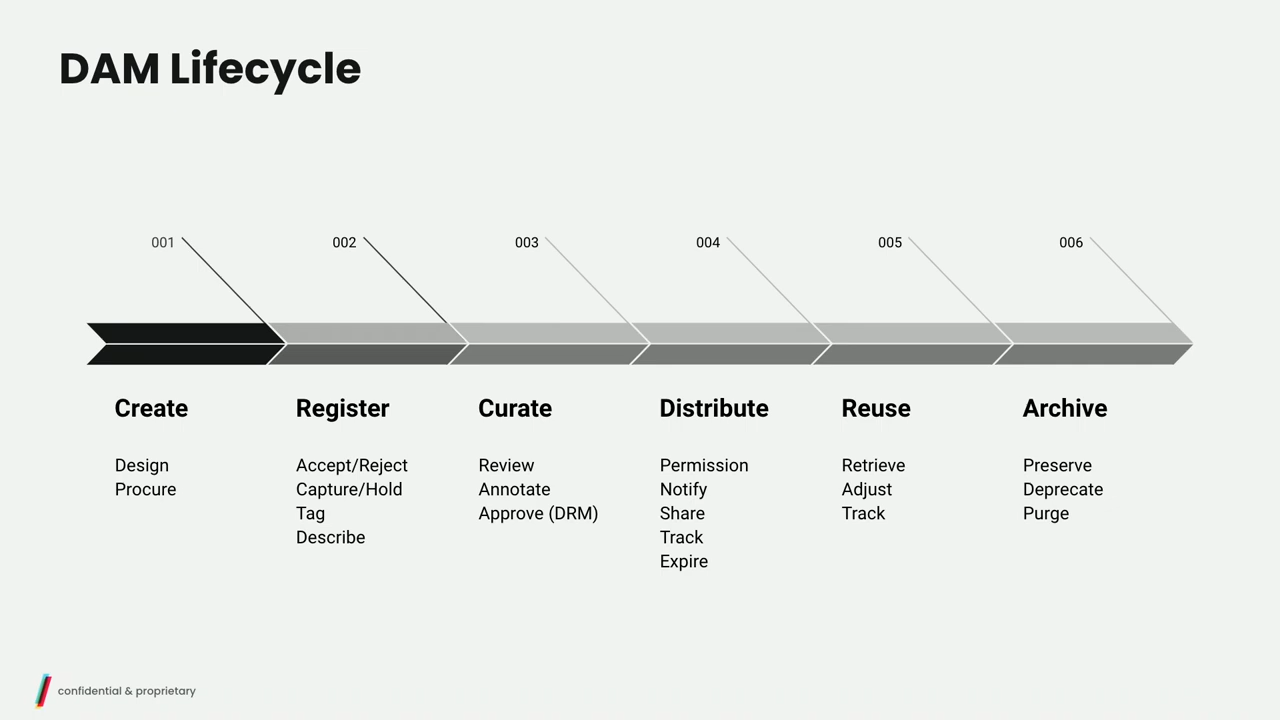 DAM Lifecycle
001
002
003
004
005
006
Create
Design
Procure
Register
Accept/Reject
Capture/Hold
Tag
Describe
Curate
Review
Annotate
Approve (DRM)
Distribute
Permission
Notify
Share
Track
Expire
Reuse
Retrieve
Adjust
Track
Archive
Preserve
Deprecate
Purge
confidential & proprietary